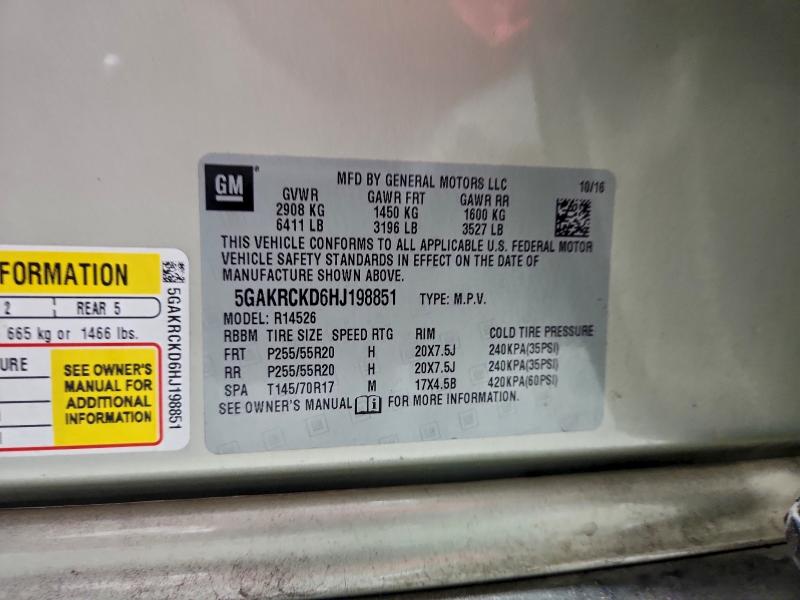 GM
MFD BY GENERAL MOTORS LLC
10/16
GVWR GAWR FRT GAWR RR
2908 KG 1450 KG 1600 KG
6411 LB 3196 LB 3527 LB
THIS VEHICLE CONFORMS TO ALL APPLICABLE U.S. FEDERAL MOTOR
VEHICLE SAFETY STANDARDS IN EFFECT ON THE DATE OF
MANUFACTURE SHOWN ABOVE.
5GAKRCKD6HJ198851 TYPE: M.P.V.
MODEL: R14526
RBBM TIRE SIZE SPEED RTG RIM COLD TIRE PRESSURE
FRT P255/55R20 H 20X7.5J 240KPA(35PSI)
RR P255/55R20 H 20X7.5J 240KPA(35PSI)
SPA T145/70R17 M 17X4.5B 420KPA(60PSI)
SEE OWNER'S MANUAL i FOR MORE INFORMATION.
FORMATION
2 REAR 5
665 kg or 1466 lbs.
URE
SEE OWNER'S
MANUAL FOR
ADDITIONAL
INFORMATION
5GAKRCKD6HJ198851